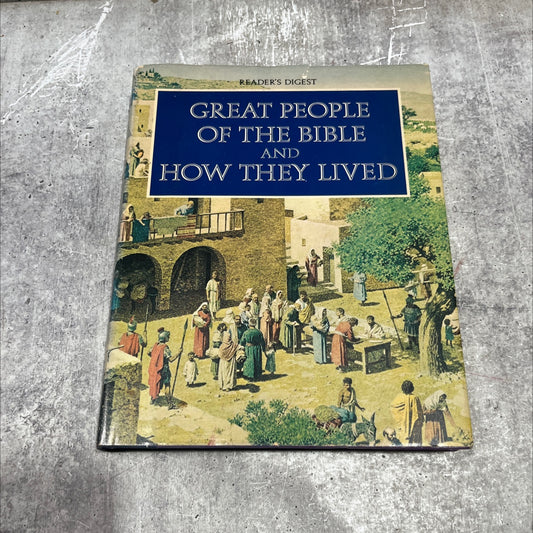 READER'S DIGEST
GREAT PEOPLE
OF THE BIBLE
AND
HOW THEY LIVED